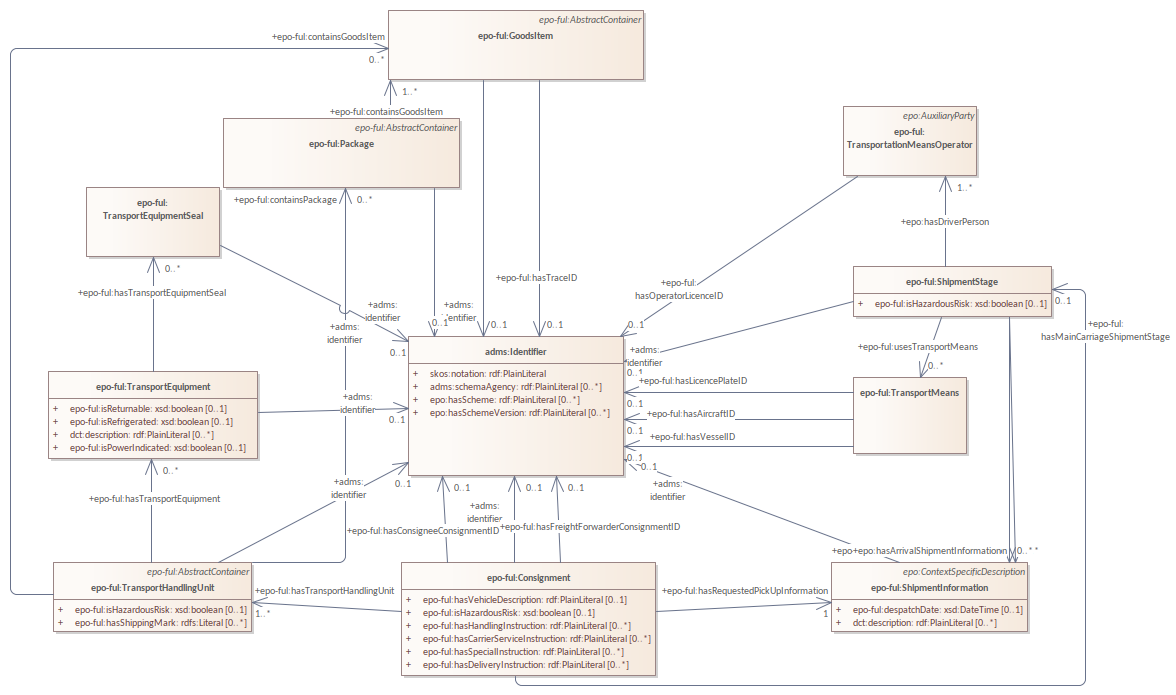 epo-ful:AbstractContainer
epo-ful:GoodsItem
+epo-ful:containsGoodsItem
0..*
1..*
+epo-ful:containsGoodsItem
epo-ful:AbstractContainer
epo-ful:Package
epo:AuxiliaryParty
epo-ful:
TransportationMeansOperator
epo-ful:
TransportEquipmentSeal
+epo-ful:containsPackage
0..*
1..*
+epo:hasDriverPerson
0..*
+epo-ful:hasTransportEquipmentSeal
+epo-ful:hasTraceID
+epo-ful:
hasOperatorLicenceID
epo-ful:ShipmentStage
+ epo-ful:isHazardousRisk: xsd:boolean [0..1]
0..1
+adms:
identifier
+adms:
identifier
0..1
0..1
0..1
0..1
+adms:
identifier
+epo-ful:
hasMainCarriageShipmentStage
0..1
adms:Identifier
+ skos:notation: rdf:PlainLiteral
+ adms:schemaAgency: rdf:PlainLiteral [0..*]
+ epo:hasScheme: rdf:PlainLiteral [0..*]
+ epo:hasSchemeVersion: rdf:PlainLiteral [0..*]
+adms:
identifier
0..1
+epo-ful:usesTransportMeans
0..*
epo-ful:TransportMeans
+epo-ful:hasLicencePlateID
0..1
+epo-ful:hasAircraftID
0..1
+epo-ful:hasVesselID
0..1
0..1
epo-ful:TransportEquipment
+ epo-ful:isReturnable: xsd:boolean [0..1]
+ epo-ful:isRefrigerated: xsd:boolean [0..1]
+ dct:description: rdf:PlainLiteral [0..*]
+ epo-ful:isPowerIndicated: xsd:boolean [0..1]
+adms:
identifier
0..1
0..*
+epo-ful:hasTransportEquipment
+adms:
identifier
0..1
0..1
0..1
0..1
+adms:
identifier
+epo-ful:hasConsigneeConsignmentID
+epo-ful:hasFreightForwarderConsignmentID
+adms:
identifier
0..*
epo-ful:AbstractContainer
epo-ful:TransportHandlingUnit
+ epo-ful:isHazardousRisk: xsd:boolean [0..1]
+ epo-ful:hasShippingMark: rdfs:Literal [0..*]
+epo-ful:hasTransportHandlingUnit
1..*
epo-ful:Consignment
+ epo-ful:hasVehicleDescription: rdf:PlainLiteral [0..1]
+ epo-ful:isHazardousRisk: xsd:boolean [0..1]
+ epo-ful:hasHandlingInstruction: rdf:PlainLiteral [0..*]
+ epo-ful:hasCarrierServiceInstruction: rdf:PlainLiteral [0..*]
+ epo-ful:hasSpecialInstruction: rdf:PlainLiteral [0..*]
+ epo-ful:hasDeliveryInstruction: rdf:PlainLiteral [0..*]
+epo-ful:hasRequestedPickUpInformation
1
epo:ContextSpecificDescription
epo-ful:ShipmentInformation
+ epo-ful:despatchDate: xsd:DateTime [0..1]
+ dct:description: rdf:PlainLiteral [0..*]